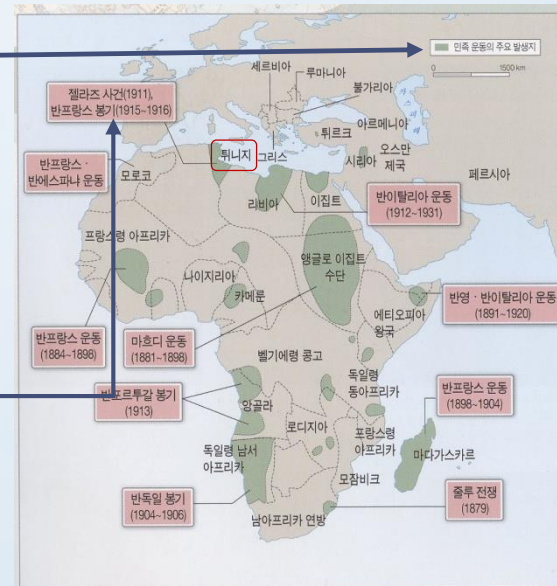 민족 운동의 주요 발생지
0 1500 km
세르비아
루마니아
불가리아
카스피해
젤라즈 사건(1911),
반프랑스 봉기(1915~1916)
아르메니아
튀르크
오스만
제국
튀니지
그리스
시리아
페르시아
반프랑스·
반에스파냐 운동
모로코
리비아
이집트
반이탈리아 운동
(1912~1931)
프랑스령 아프리카
앵글로 이집트
수단
나이지리아
카메룬
에티오피아
왕국
반영·반이탈리아 운동
(1891~1920)
반프랑스 운동
(1884~1898)
마흐디 운동
(1881~1898)
벨기에령 콩고
독일령
동아프리카
반프랑스 운동
(1898~1904)
반포르투갈 봉기
(1913)
앙골라
로디지아
포랑스령
아프리카
마다가스카르
독일령 남서
아프리카
모잠비크
반독일 봉기
(1904~1906)
줄루 전쟁
(1879)
남아프리카 연방